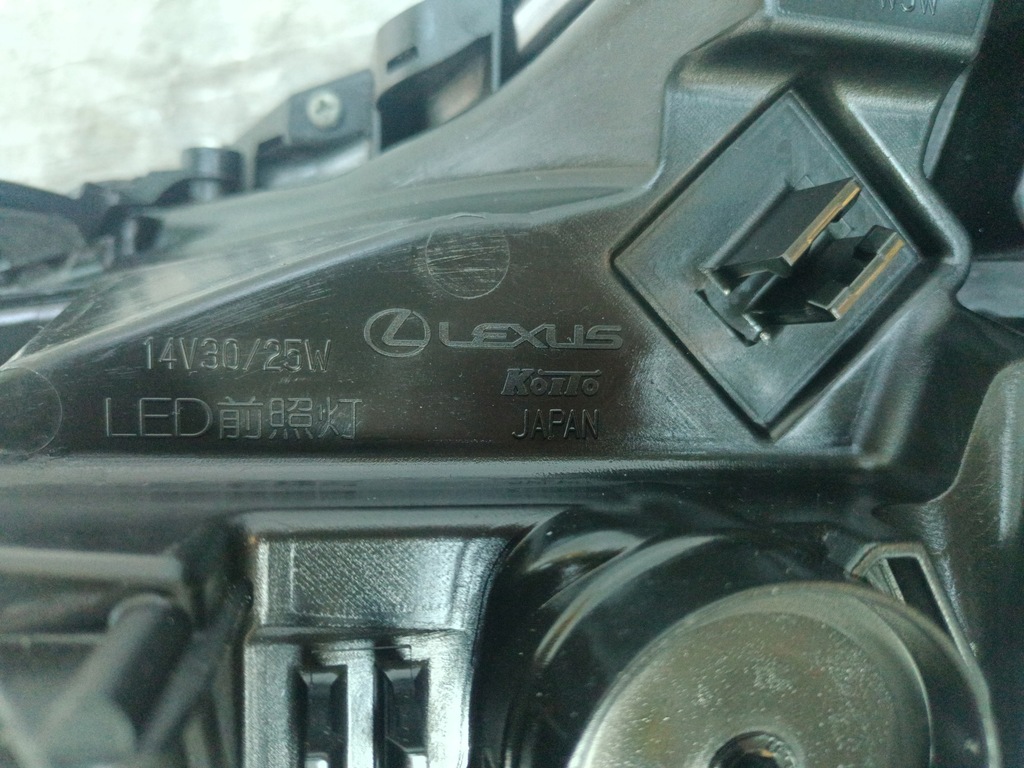 LEXUS
14V30/25W
KOITO
LED前照灯
JAPAN